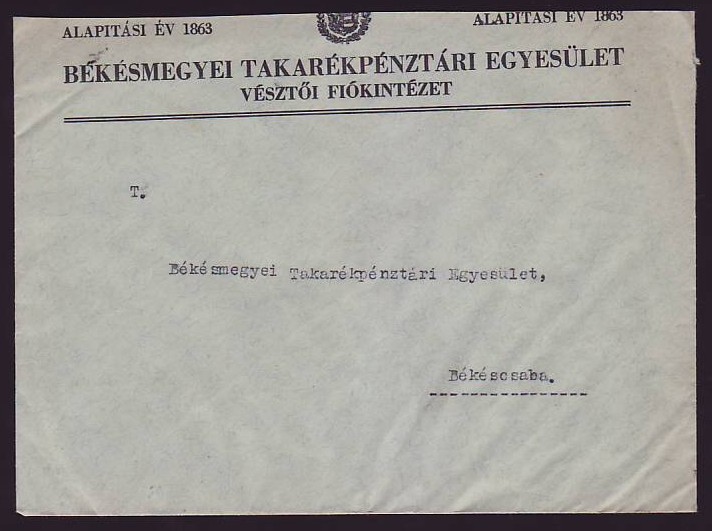 ALAPITÁSI ÉV 1863 ALAPITÁSI ÉV 1863
BÉKÉSMEGYEI TAKARÉKPÉNZTÁRI EGYESÜLET
VÉSZTŐI FIÓKINTÉZET
T.
Békésmegyei Takarékpénztári Egyesület,
Békéscsaba.